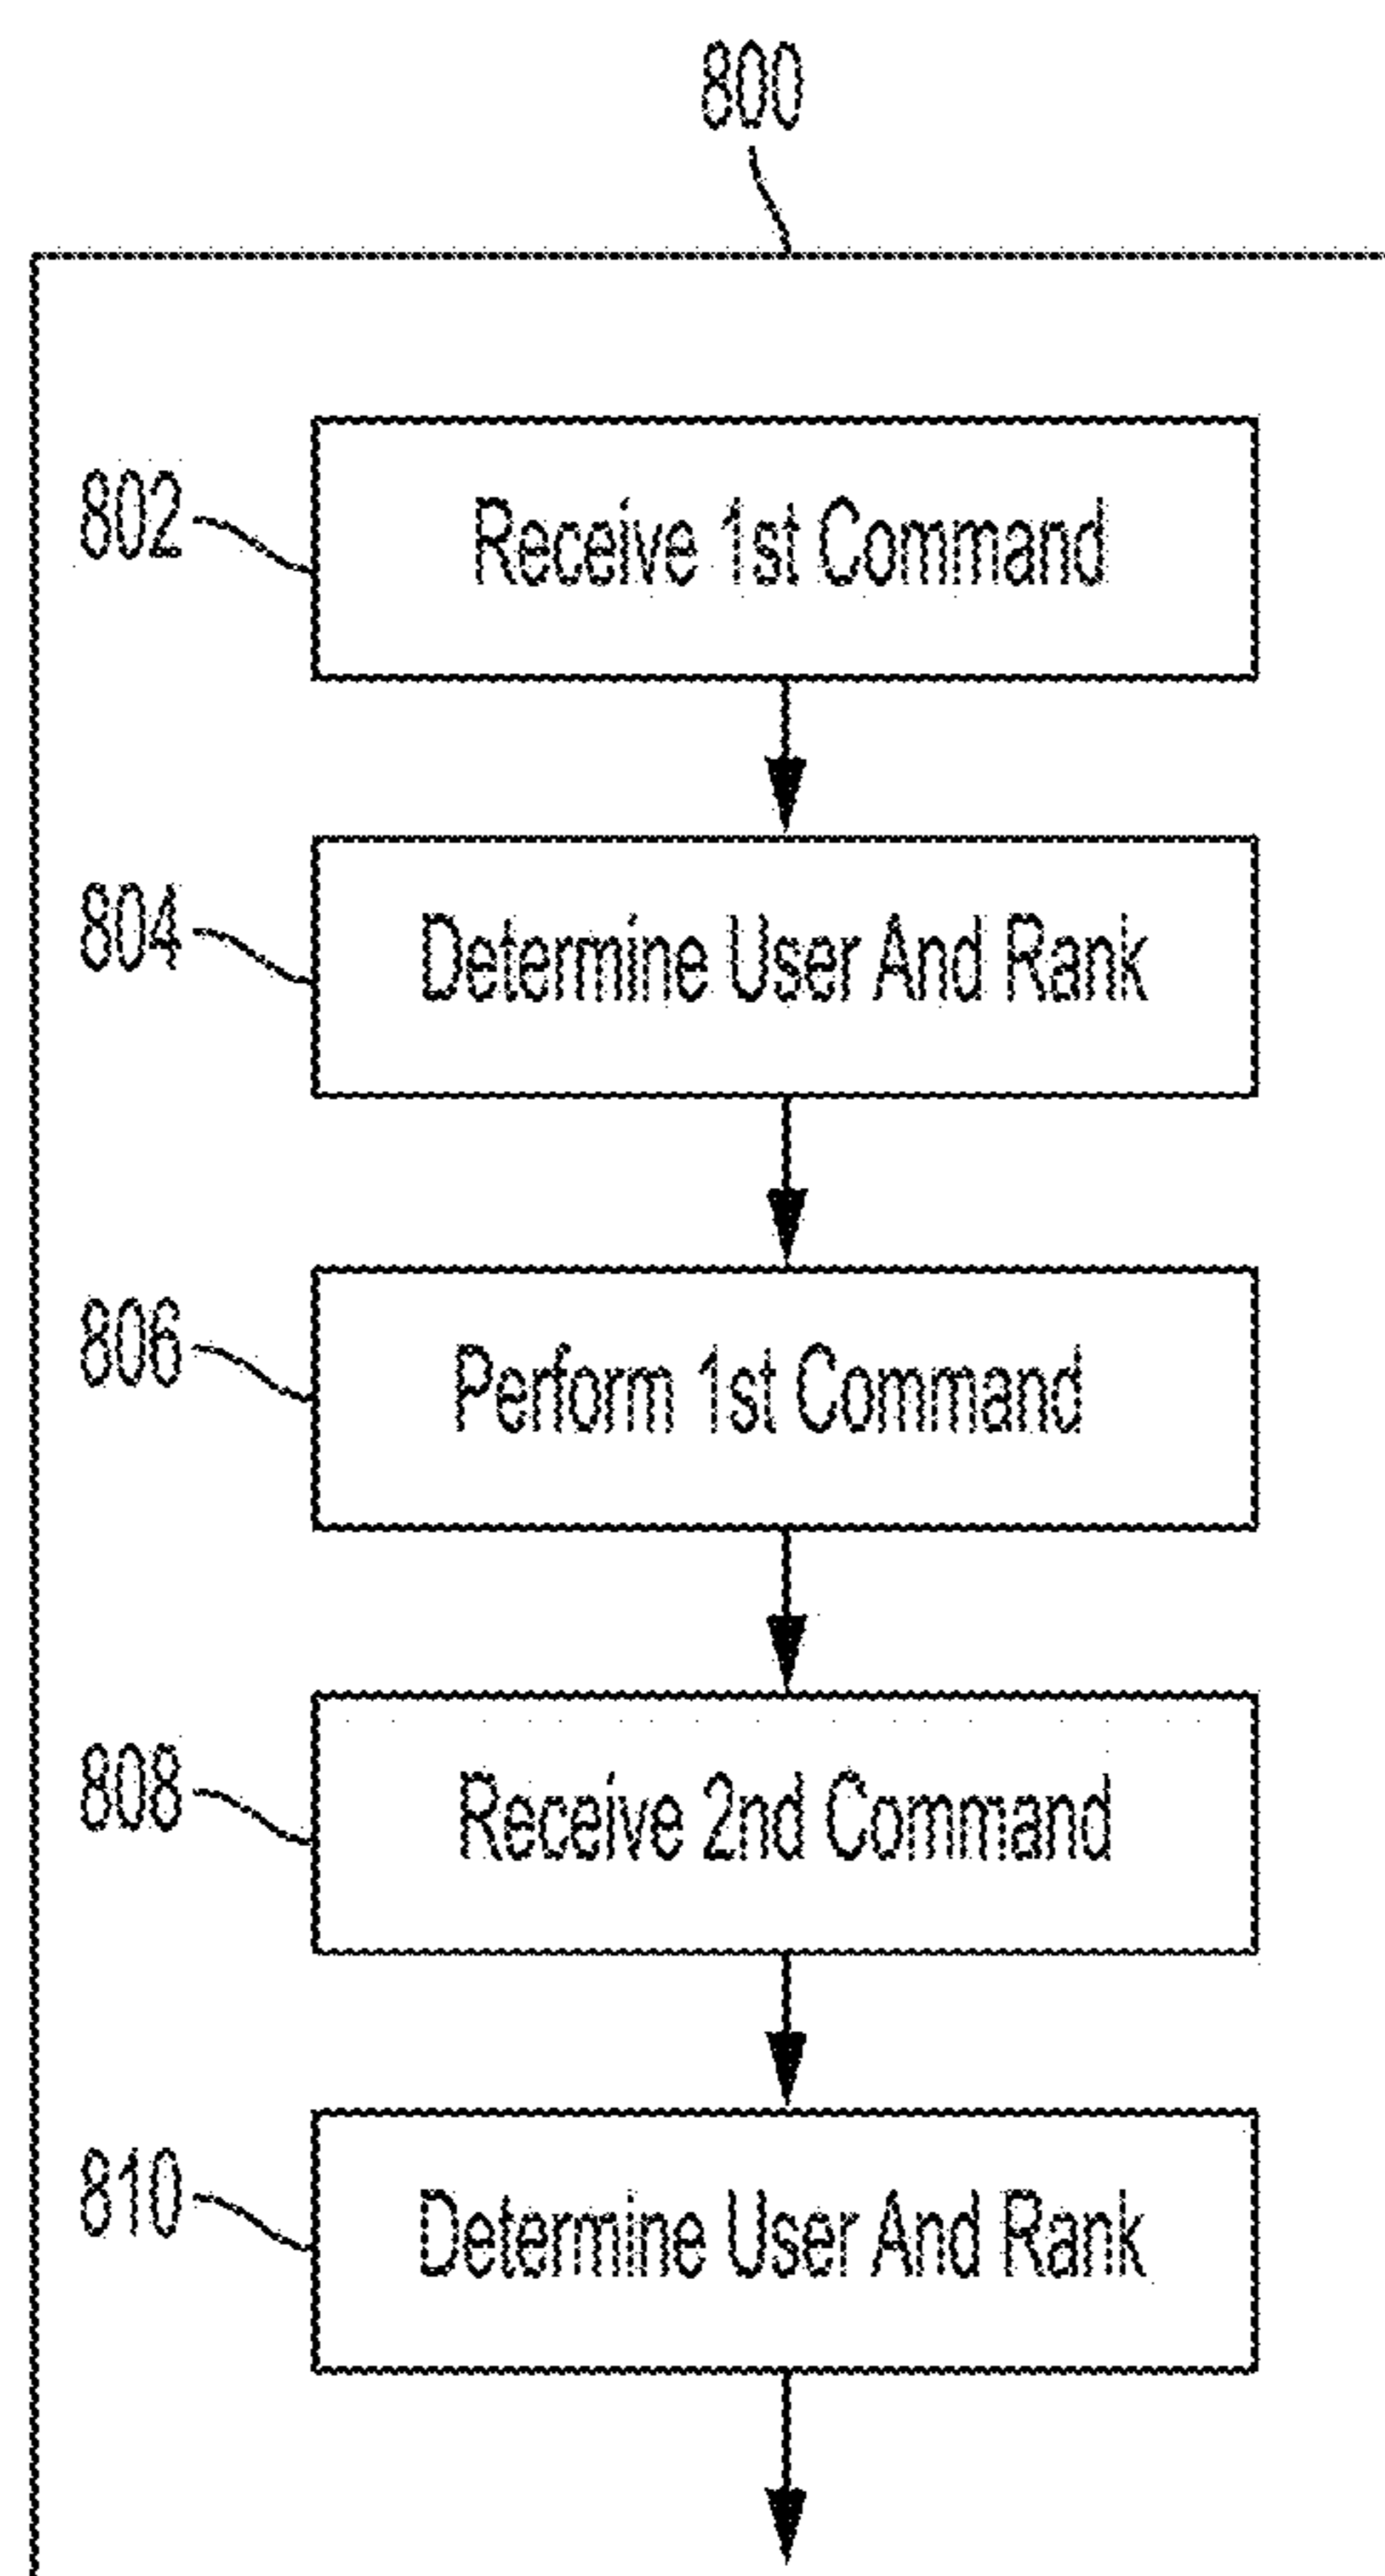 800
802
Receive 1st Command
804
Determine User And Rank
806
Perform 1st Command
808
Receive 2nd Command
810
Determine User And Rank